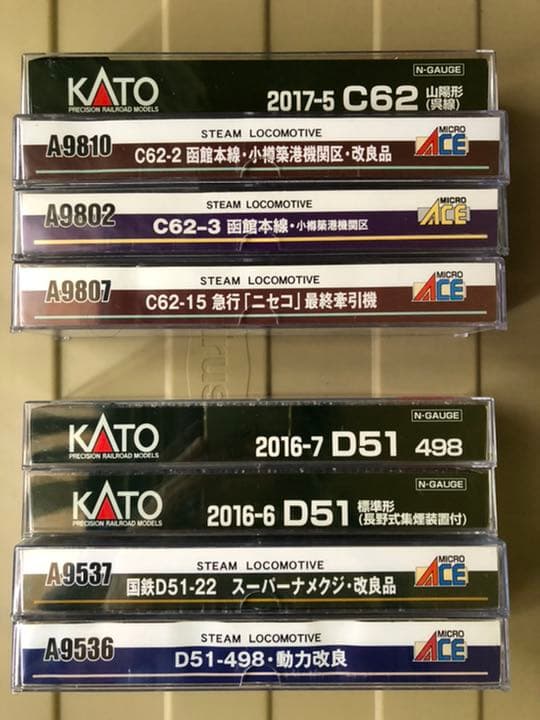 N-GAUGE
KATO
PRECISION RAILROAD MODELS
2017-5 C62 山陽形
(呉線)
STEAM LOCOMOTIVE
A9810
C62-2 函館本線・小樽築港機関区・改良品
MICRO
ACE
STEAM LOCOMOTIVE
A9802
C62-3 函館本線・小樽築港機関区
MICRO
ACE
STEAM LOCOMOTIVE
A9807
C62-15 急行「ニセコ」最終牽引機
MICRO
ACE
N-GAUGE
KATO
PRECISION RAILROAD MODELS
2016-7 D51 498
N-GAUGE
KATO
PRECISION RAILROAD MODELS
2016-6 D51 標準形
(長野式集煙装置付)
STEAM LOCOMOTIVE
A9537
国鉄D51-22 スーパーナメクジ・改良品
MICRO
ACE
STEAM LOCOMOTIVE
A9536
D51-498・動力改良
MICRO
ACE